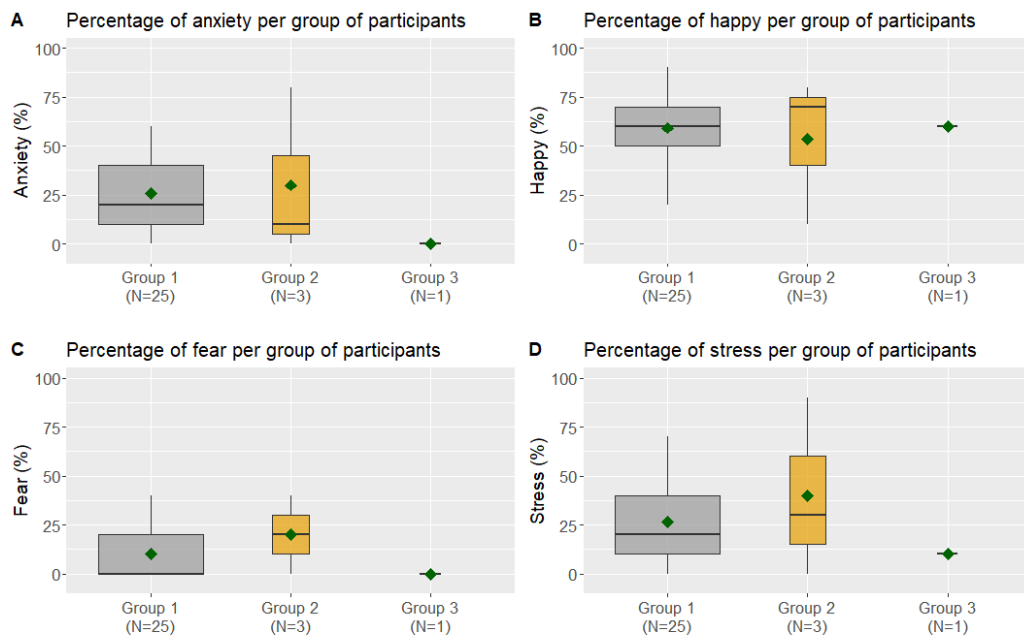 A Percentage of anxiety per group of participants
Anxiety (%)
100
75
50
25
0
Group 1 Group 2 Group 3
(N=25) (N=3) (N=1)
B Percentage of happy per group of participants
Happy (%)
100
75
50
25
0
Group 1 Group 2 Group 3
(N=25) (N=3) (N=1)
C Percentage of fear per group of participants
Fear (%)
100
75
50
25
0
Group 1 Group 2 Group 3
(N=25) (N=3) (N=1)
D Percentage of stress per group of participants
Stress (%)
100
75
50
25
0
Group 1 Group 2 Group 3
(N=25) (N=3) (N=1)